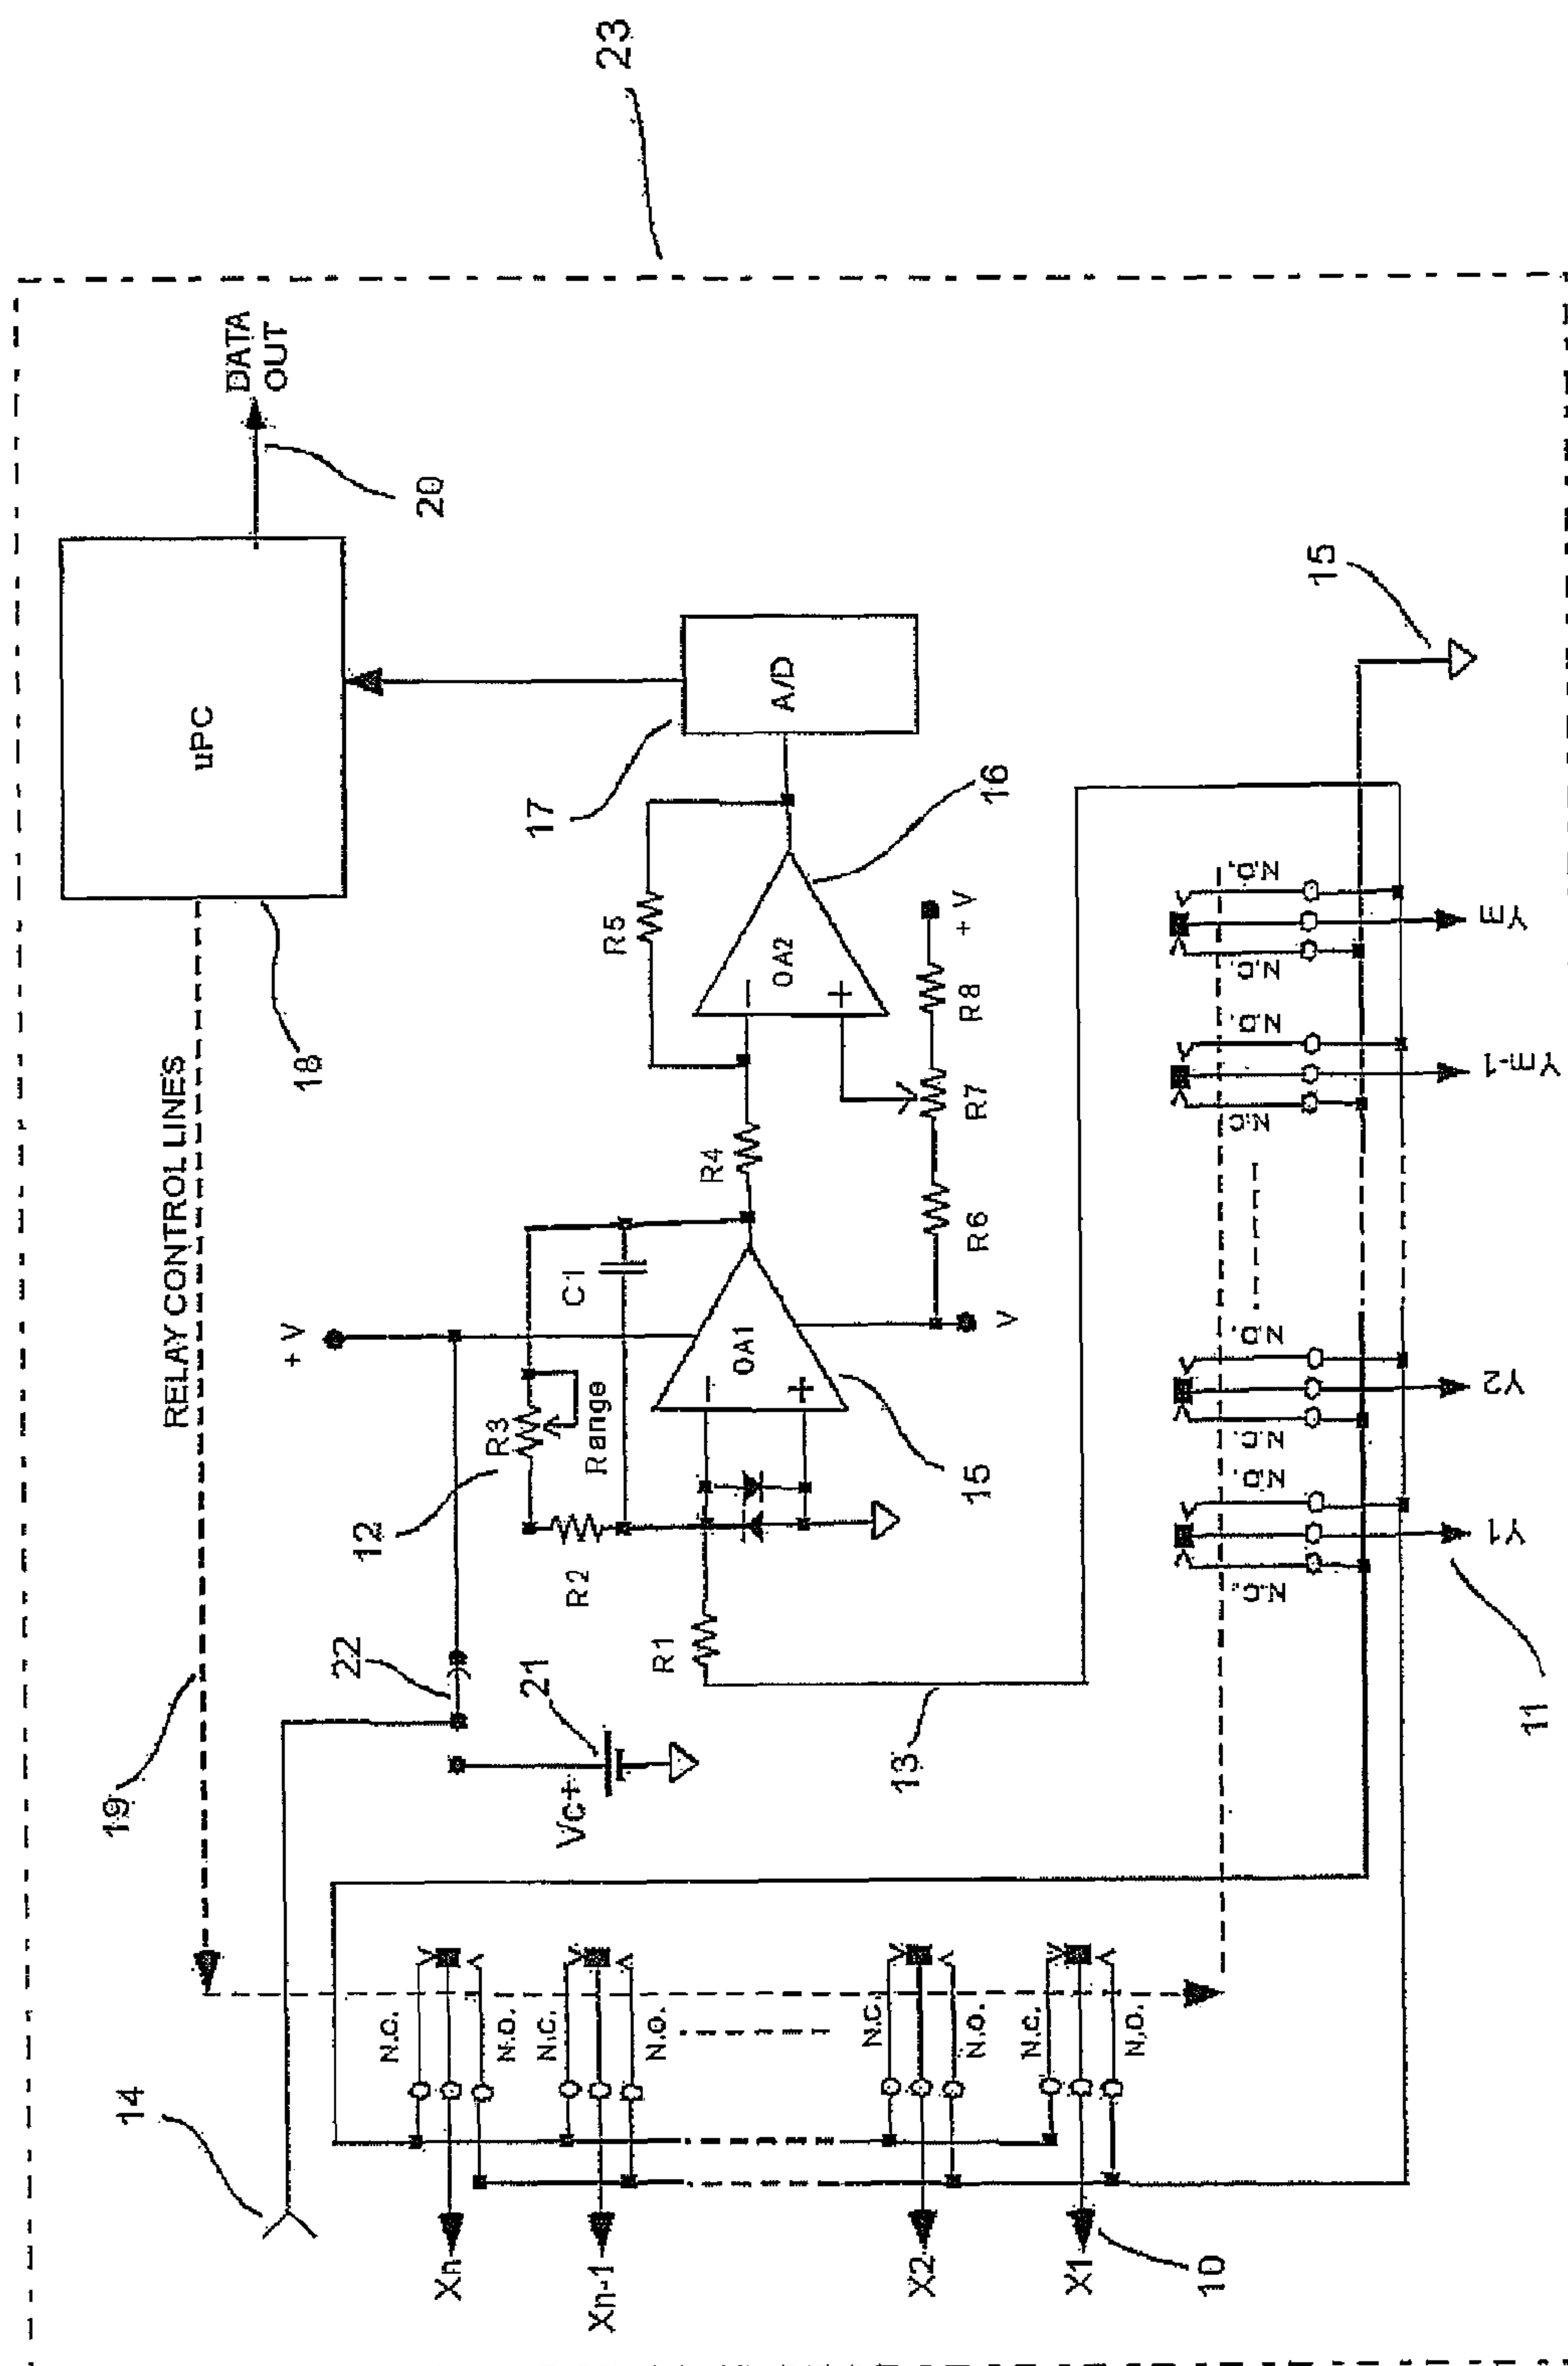 23
DATA
OUT
20
uPC
18
RELAY CONTROL LINES
19
14
A/D
17
16
R5
OA2
+V
R8
R7
R6
R4
+V
C1
R3
Range
12
OA1
V
15
R2
R1
22
21
Vc+
13
15
N.O.
Ym
N.C.
N.O.
Ym-1
N.C
N.O.
Y2
N.C.
N.O.
Y1
N.C.
11
Xn
N.C.
N.O.
Xn-1
N.C.
N.O.
X2
N.C.
N.O.
X1
N.C.
N.O.
10